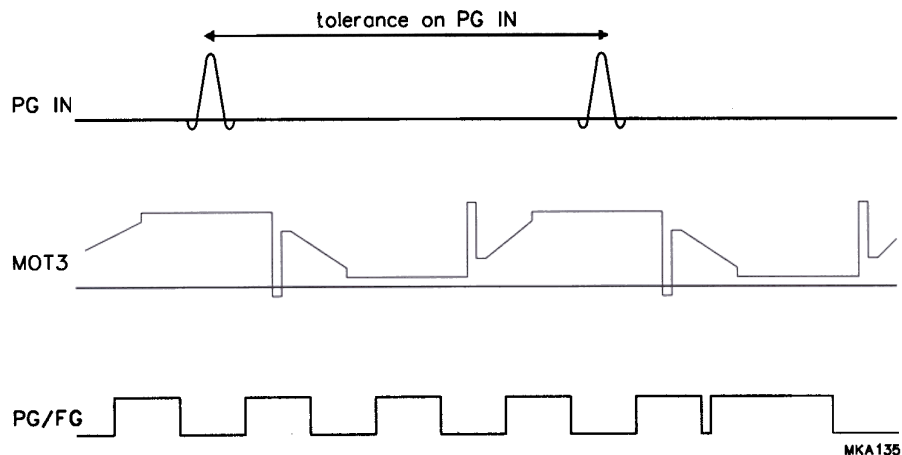 tolerance on PG IN
PG IN
MOT3
PG/FG
MKA135